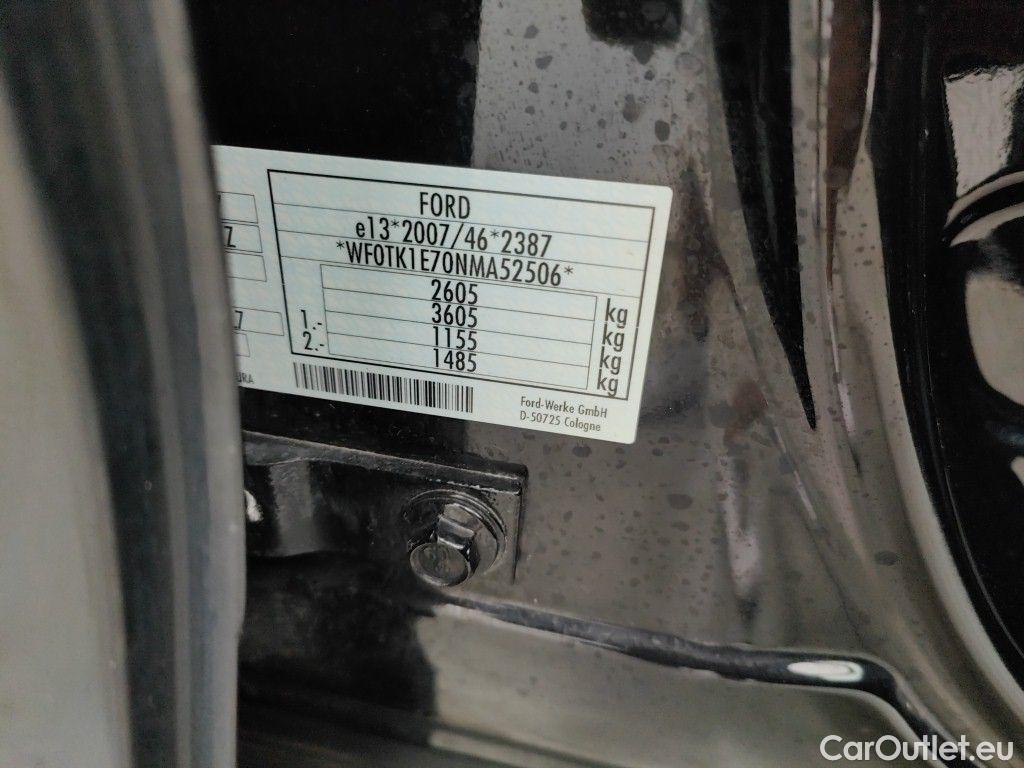 FORD
e13*2007/46*2387
*WF0TK1E70NMA52506*
2605 kg
1.- 3605 kg
2.- 1155 kg
1485 kg
Z
Ford-Werke GmbH
D-50725 Cologne
CarOutlet.eu